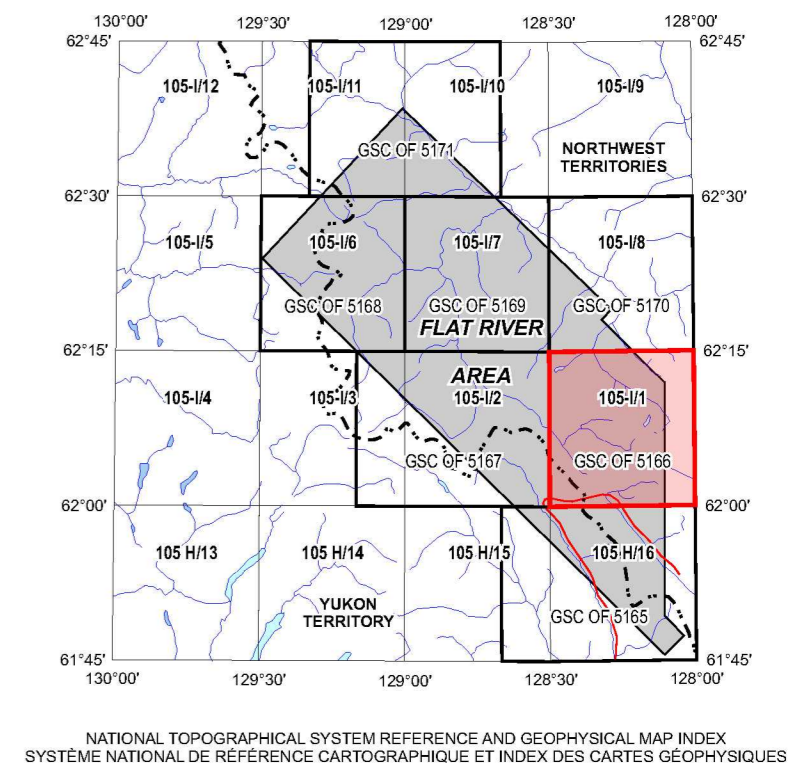 130°00' 129°30' 129°00' 128°30' 128°00'
62°45' 62°45'
105-I/12 105-I/11 105-I/10 105-I/9
GSC OF 5171
NORTHWEST
TERRITORIES
62°30' 62°30'
105-I/5 105-I/6 105-I/7 105-I/8
GSC OF 5168 GSC OF 5169 GSC OF 5170
FLAT RIVER
62°15' 62°15'
AREA
105-I/4 105-I/3 105-I/2 105-I/1
GSC OF 5167 GSC OF 5166
62°00' 62°00'
105 H/13 105 H/14 105 H/15 105 H/16
YUKON
TERRITORY
GSC OF 5165
61°45' 61°45'
130°00' 129°30' 129°00' 128°30' 128°00'
NATIONAL TOPOGRAPHICAL SYSTEM REFERENCE AND GEOPHYSICAL MAP INDEX
SYSTÈME NATIONAL DE RÉFÉRENCE CARTOGRAPHIQUE ET INDEX DES CARTES GÉOPHYSIQUES